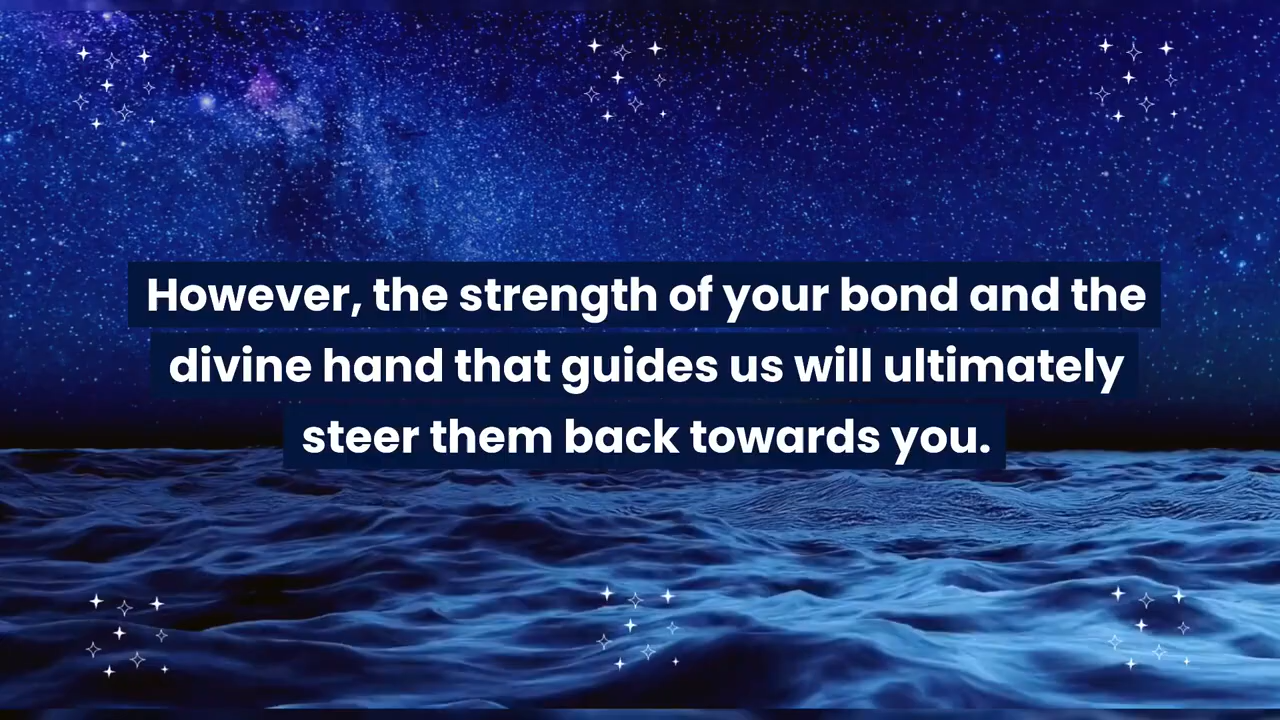 However, the strength of your bond and the
divine hand that guides us will ultimately
steer them back towards you.